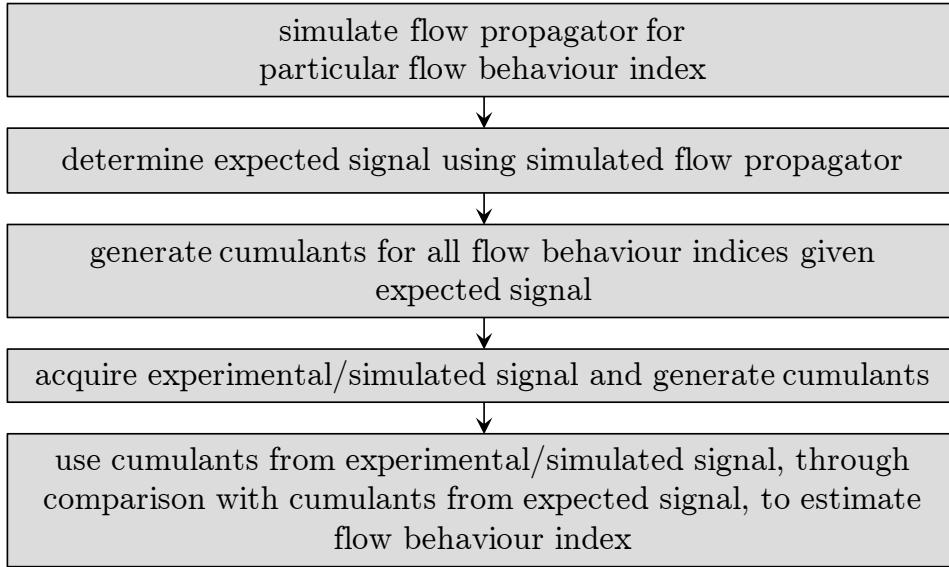 simulate flow propagator for
particular flow behaviour index
determine expected signal using simulated flow propagator
generate cumulants for all flow behaviour indices given
expected signal
acquire experimental/simulated signal and generate cumulants
use cumulants from experimental/simulated signal, through
comparison with cumulants from expected signal, to estimate
flow behaviour index